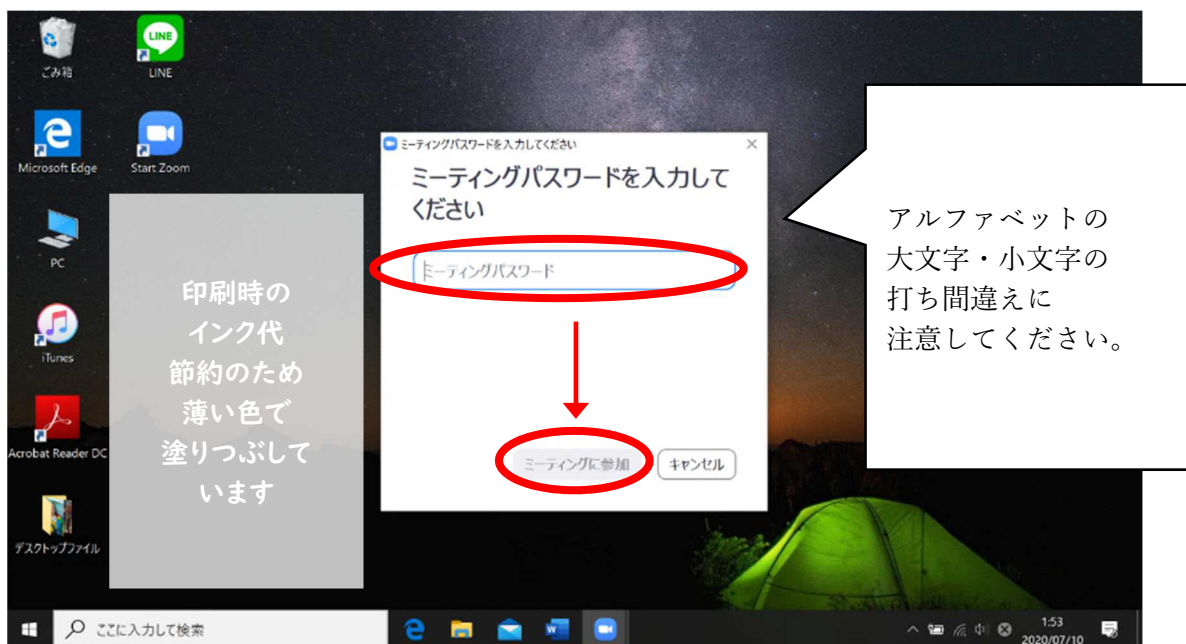 LINE
ごみ箱
LINE
Microsoft Edge
Start Zoom
PC
iTunes
Acrobat Reader DC
デスクトップファイル
印刷時の
インク代
節約のため
薄い色で
塗りつぶして
います
ミーティングパスワードを入力してください
ミーティングパスワードを入力して
ください
ミーティングパスワード
ミーティングに参加
キャンセル
アルファベットの
大文字・小文字の
打ち間違えに
注意してください。
ここに入力して検索
1:53
2020/07/10